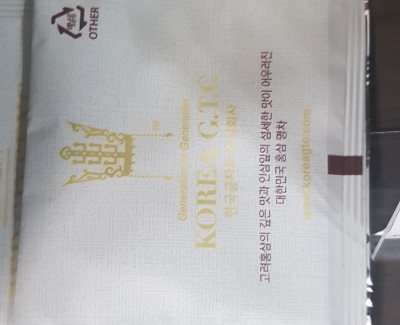 OTHER
Generation Generation
KOREA G.T.C
고려홍삼의 깊은 맛과 인삼잎의 섬세한 맛이 어우러진
대한민국 홍삼 명차
www.koreagtc.com